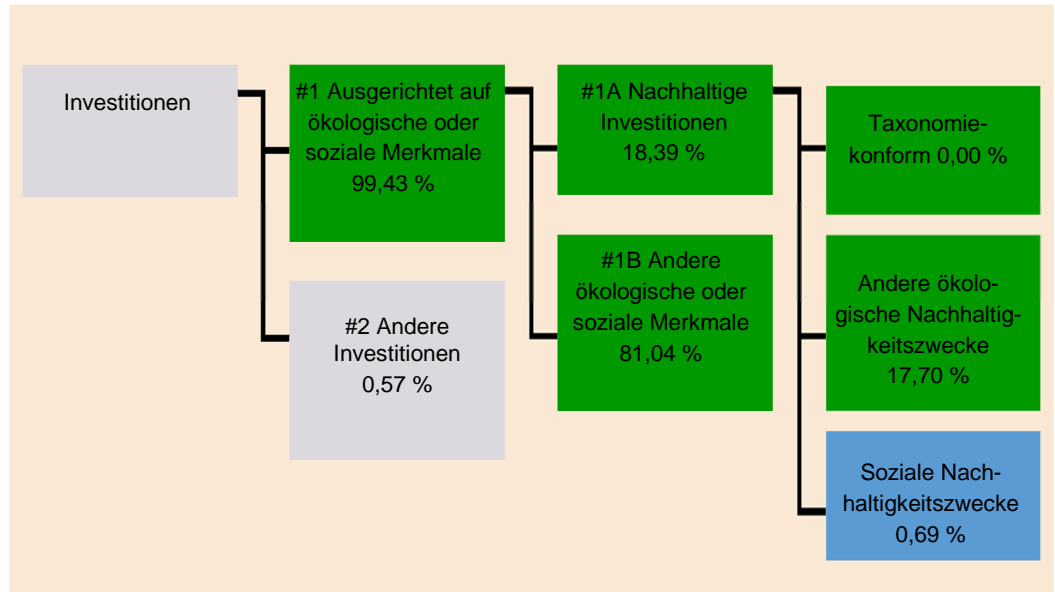 Investitionen
#1 Ausgerichtet auf
ökologische oder
soziale Merkmale
99,43 %
#2 Andere
Investitionen
0,57 %
#1A Nachhaltige
Investitionen
18,39 %
#1B Andere
ökologische oder
soziale Merkmale
81,04 %
Taxonomie-
konform 0,00 %
Andere ökolo-
gische Nachhaltig-
keitszwecke
17,70 %
Soziale Nach-
haltigkeitszwecke
0,69 %